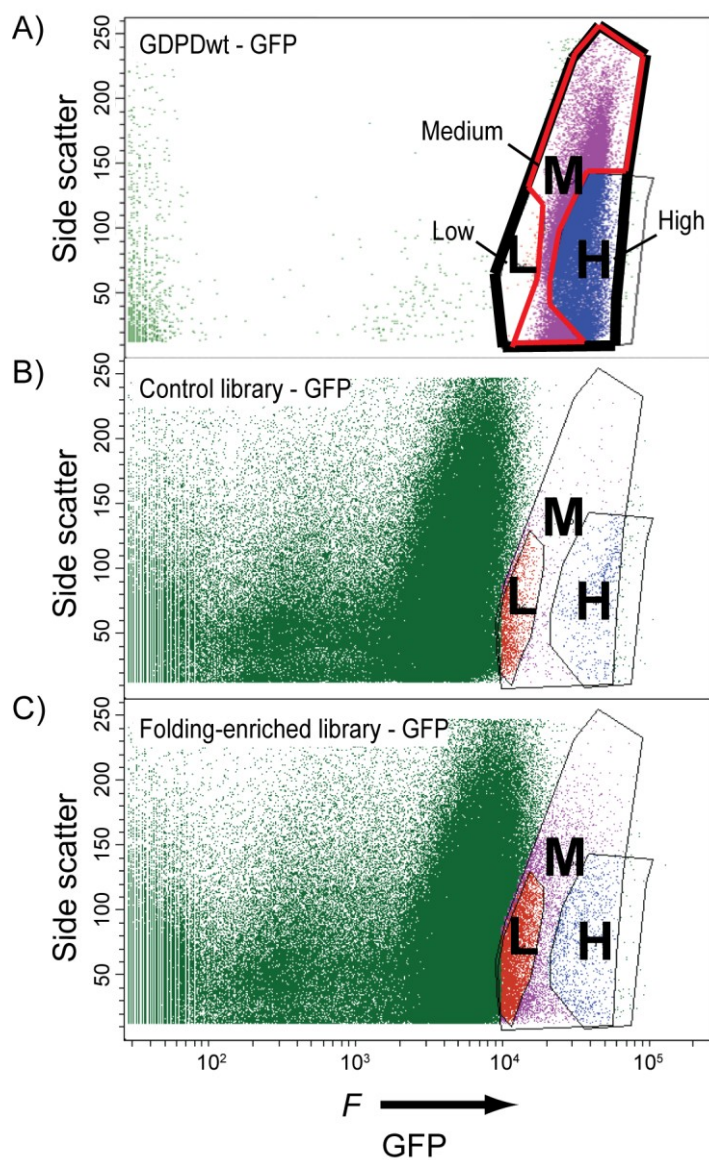 A)
GDPDwt - GFP
Side scatter
250
200
150
100
50
Medium
Low
High
M
L
H
B)
Control library - GFP
Side scatter
250
200
150
100
50
M
L
H
C)
Folding-enriched library - GFP
Side scatter
250
200
150
100
50
M
L
H
10² 10³ 10⁴ 10⁵
F
GFP